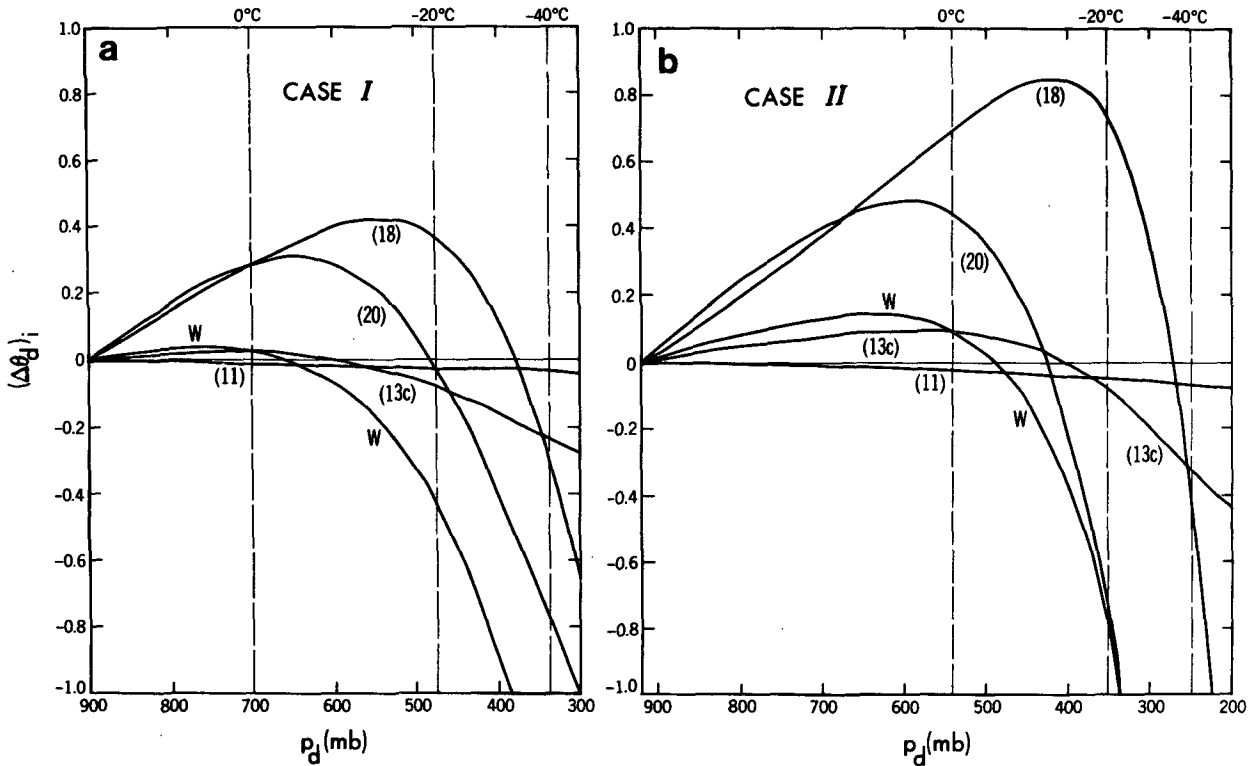 0°C -20°C -40°C
a
CASE I
1.0
0.8
0.6
0.4
0.2
0
-0.2
-0.4
-0.6
-0.8
-1.0
(Δθd)i
(18)
(20)
W
(11)
(13c)
W
900 800 700 600 500 400 300
pd(mb)
0°C -20°C -40°C
b
CASE II
1.0
0.8
0.6
0.4
0.2
0
-0.2
-0.4
-0.6
-0.8
-1.0
(18)
(20)
W
(13c)
(11)
W
(13c)
900 800 700 600 500 400 300 200
pd(mb)